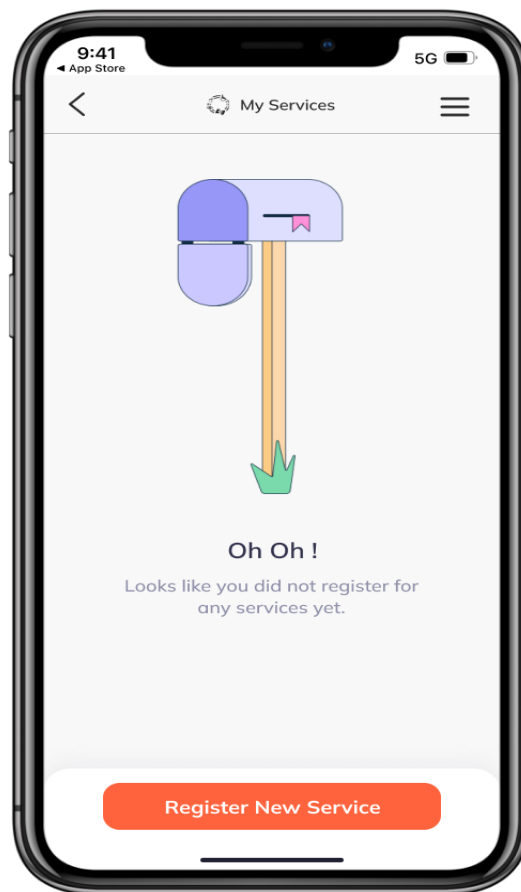 9:41
5G
◀ App Store
My Services
Oh Oh !
Looks like you did not register for
any services yet.
Register New Service